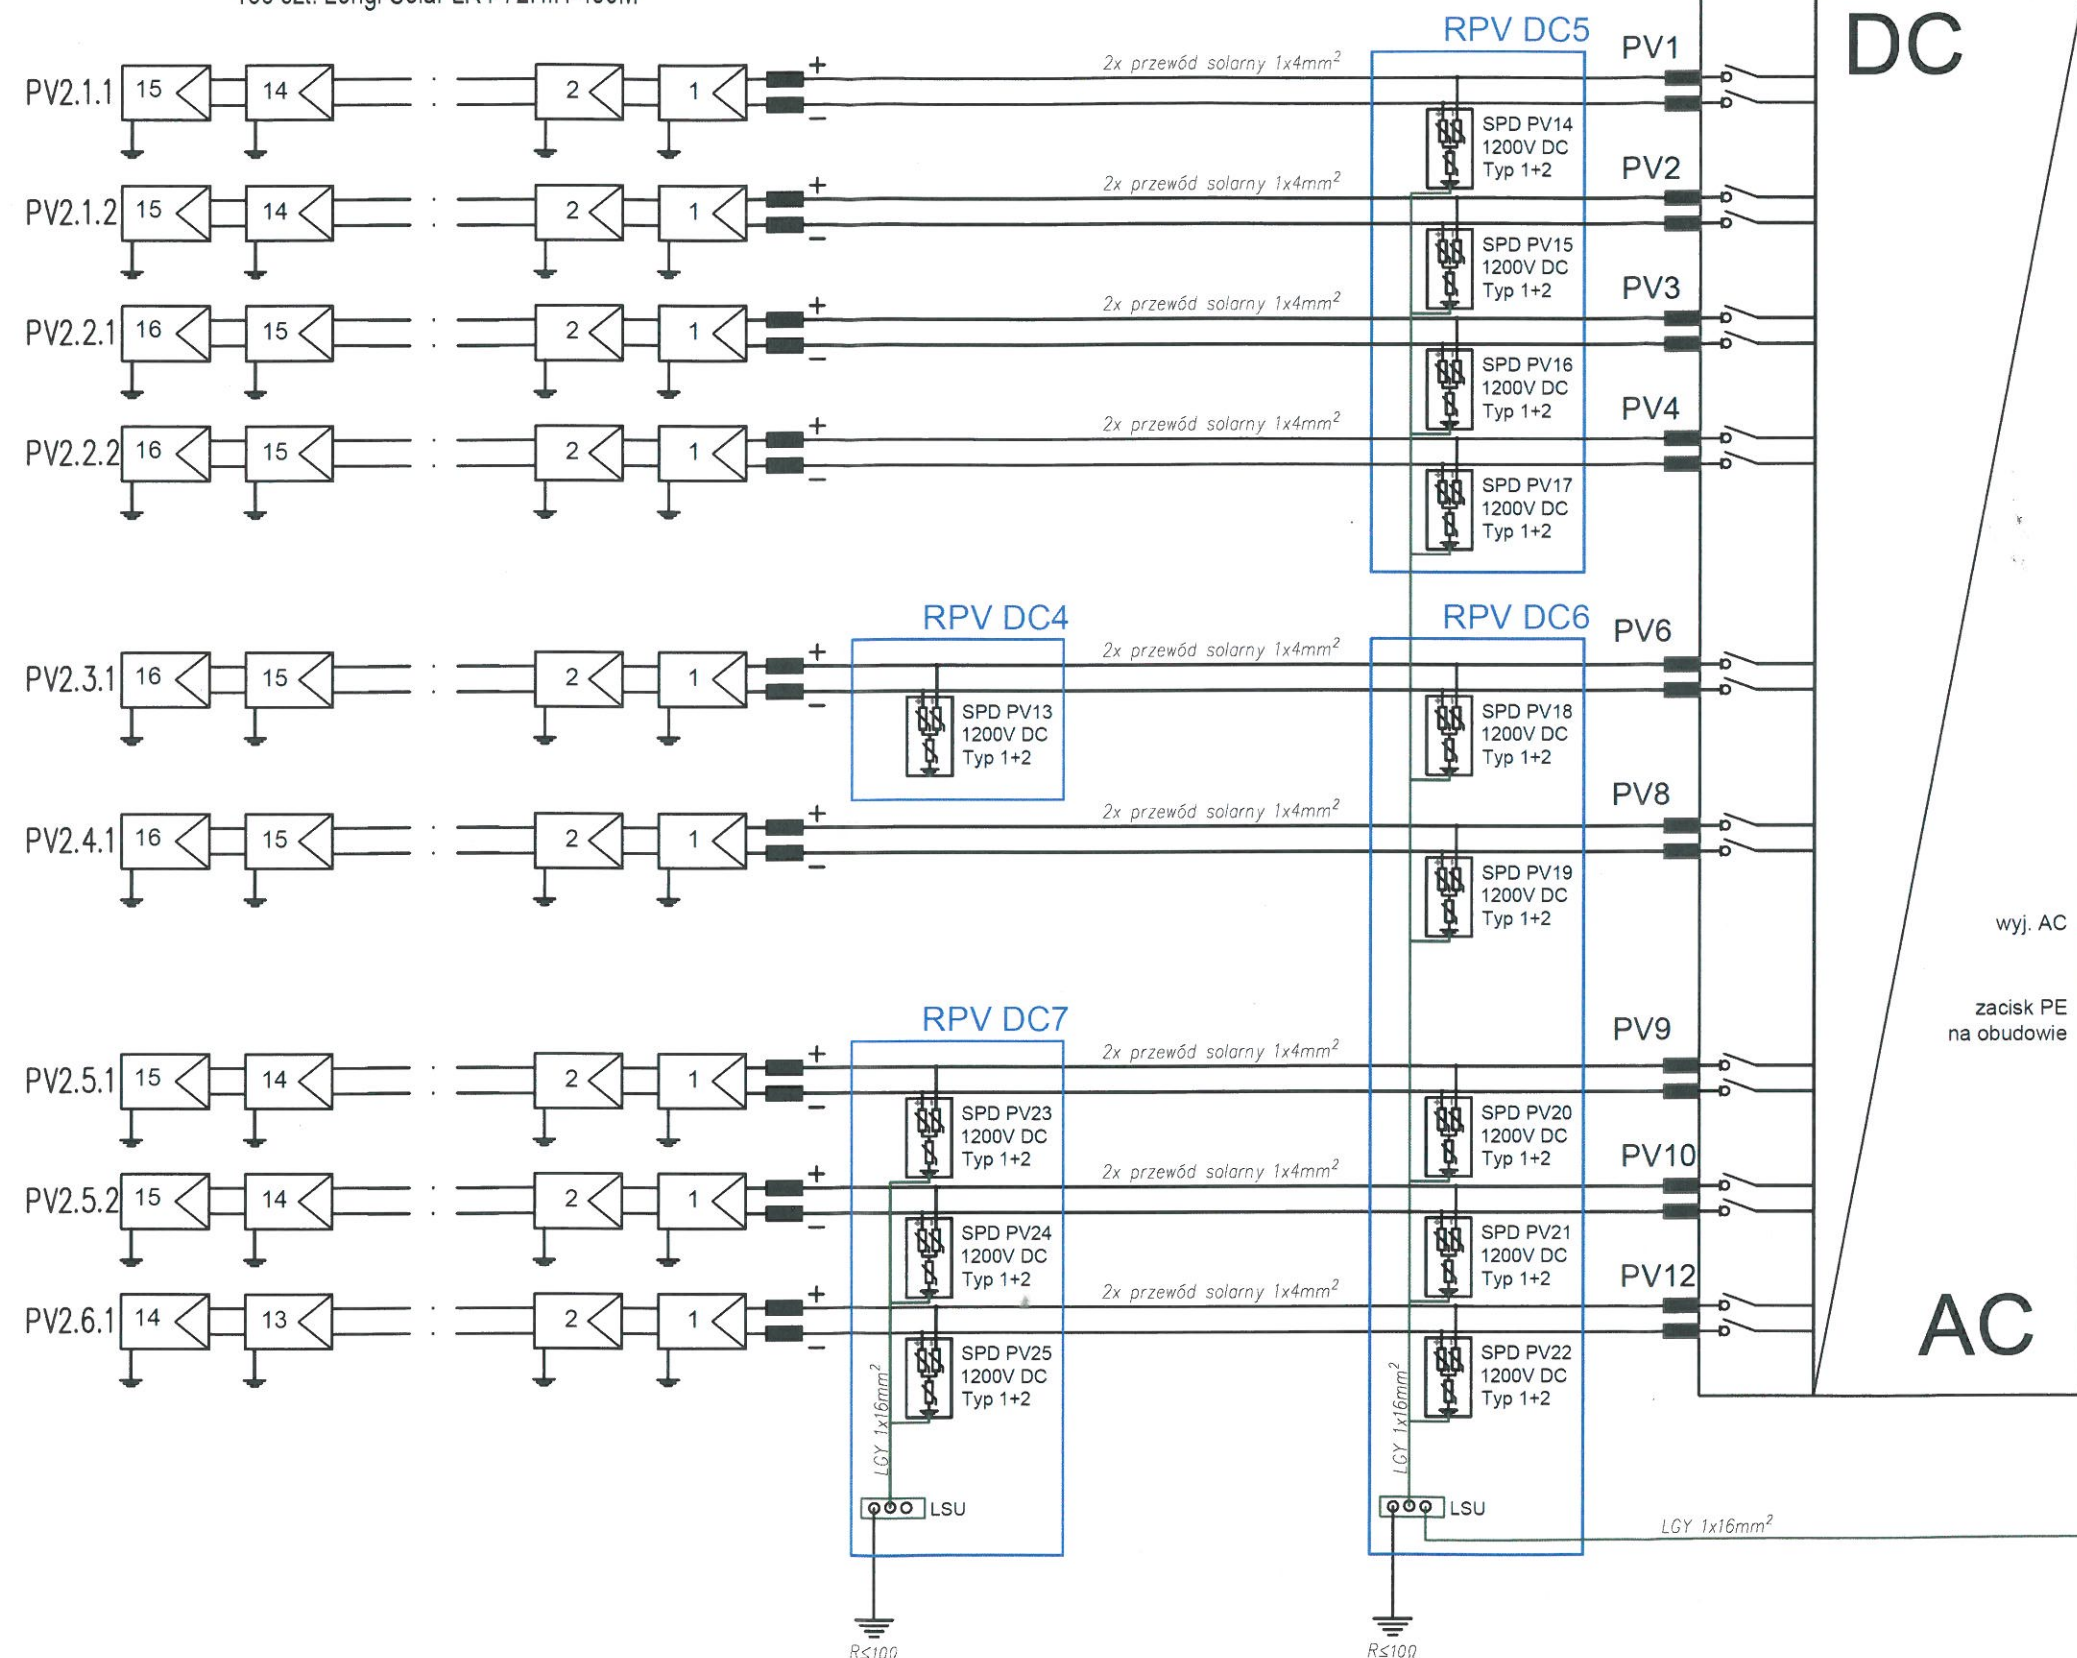 RPV DC5
PV1
DC
PV2.1.1
15
14
:
2
1
+
−
2x przewód solarny 1x4mm²
SPD PV14
1200V DC
Typ 1+2
PV2
PV2.1.2
15
14
:
2
1
+
−
2x przewód solarny 1x4mm²
SPD PV15
1200V DC
Typ 1+2
PV3
PV2.2.1
16
15
:
2
1
+
−
2x przewód solarny 1x4mm²
SPD PV16
1200V DC
Typ 1+2
PV4
PV2.2.2
16
15
:
2
1
+
−
2x przewód solarny 1x4mm²
SPD PV17
1200V DC
Typ 1+2
RPV DC4
RPV DC6
PV6
PV2.3.1
16
15
:
2
1
+
−
2x przewód solarny 1x4mm²
SPD PV13
1200V DC
Typ 1+2
SPD PV18
1200V DC
Typ 1+2
PV8
PV2.4.1
16
15
:
2
1
+
−
2x przewód solarny 1x4mm²
SPD PV19
1200V DC
Typ 1+2
wyj. AC
zacisk PE
na obudowie
RPV DC7
PV9
PV2.5.1
15
14
:
2
1
+
−
2x przewód solarny 1x4mm²
SPD PV23
1200V DC
Typ 1+2
SPD PV20
1200V DC
Typ 1+2
PV10
PV2.5.2
15
14
:
2
1
+
−
2x przewód solarny 1x4mm²
SPD PV24
1200V DC
Typ 1+2
SPD PV21
1200V DC
Typ 1+2
PV12
PV2.6.1
14
13
:
2
1
+
−
2x przewód solarny 1x4mm²
SPD PV25
1200V DC
Typ 1+2
SPD PV22
1200V DC
Typ 1+2
AC
LGY 1x16mm²
LGY 1x16mm²
LSU
LSU
LGY 1x16mm²